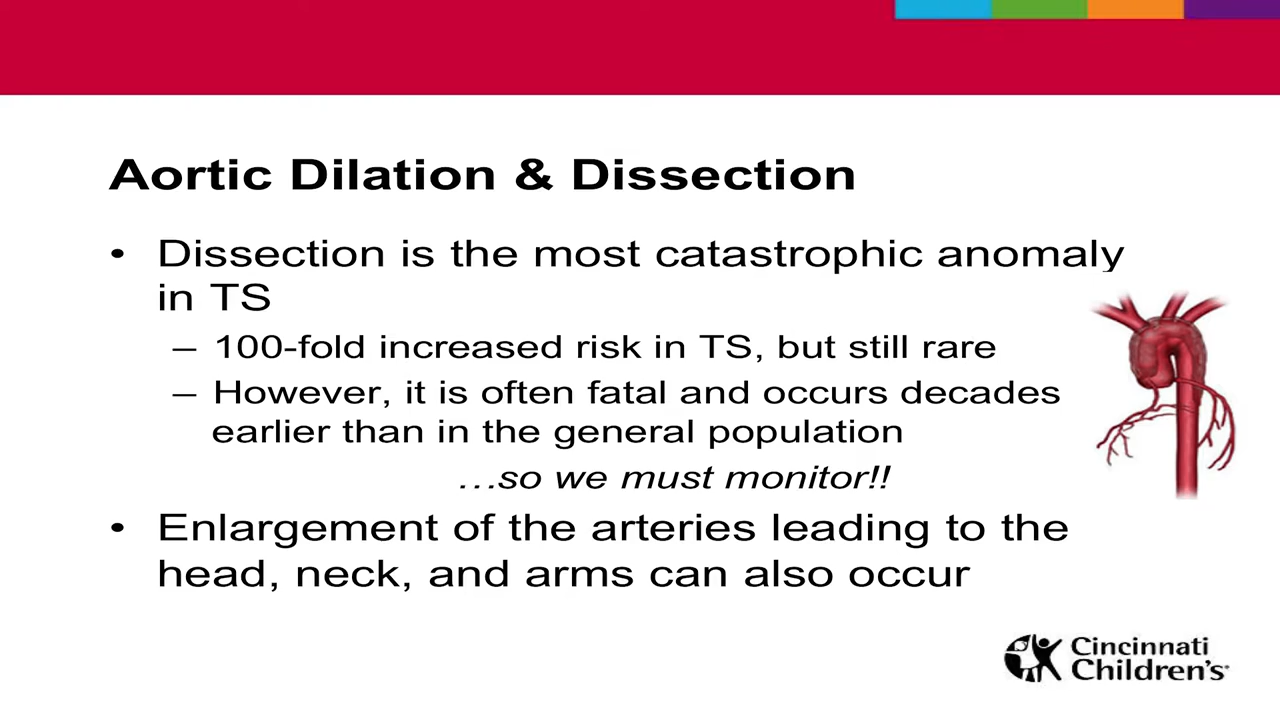 Aortic Dilation & Dissection
• Dissection is the most catastrophic anomaly
in TS
– 100-fold increased risk in TS, but still rare
– However, it is often fatal and occurs decades
earlier than in the general population
…so we must monitor!!
• Enlargement of the arteries leading to the
head, neck, and arms can also occur
Cincinnati
Children's